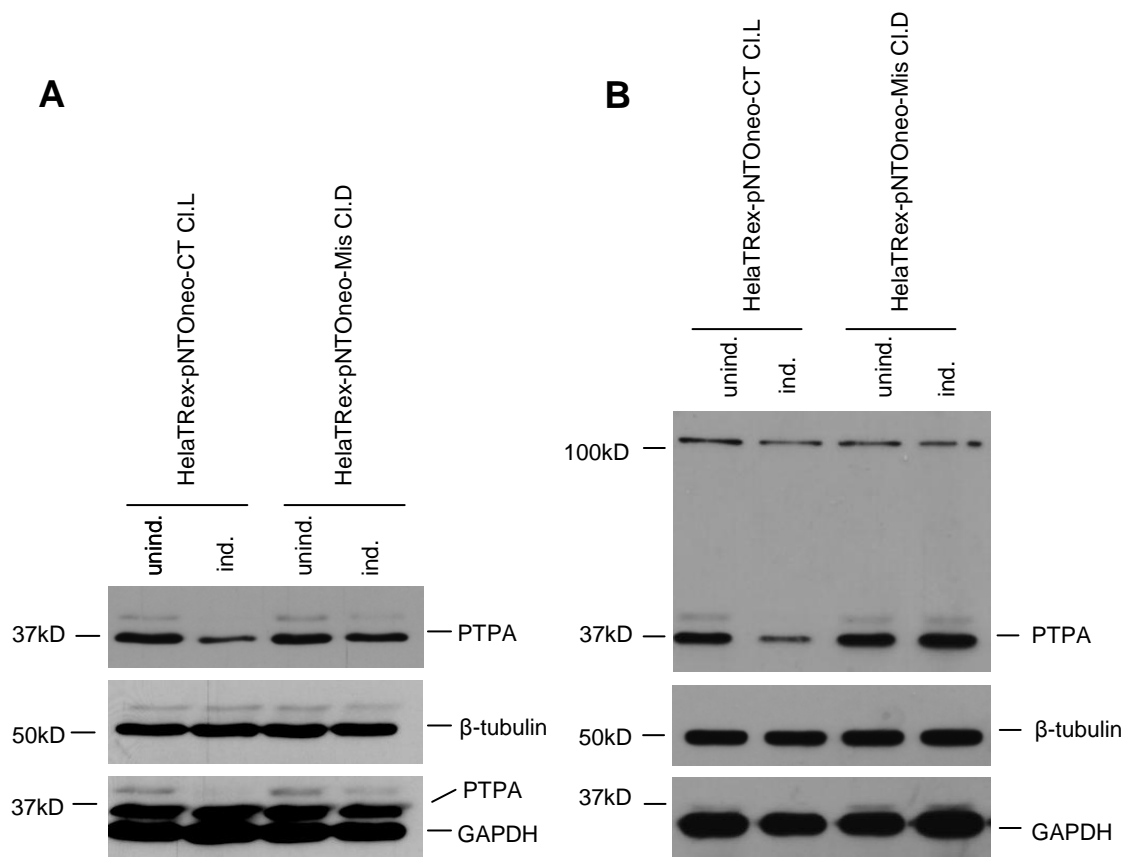 A
HelaTRex-pNTOneo-CT Cl.L
HelaTRex-pNTOneo-Mis Cl.D
unind.
ind.
unind.
ind.
37kD
PTPA
50kD
β-tubulin
37kD
PTPA
GAPDH
B
HelaTRex-pNTOneo-CT Cl.L
HelaTRex-pNTOneo-Mis Cl.D
unind.
ind.
unind.
ind.
100kD
37kD
PTPA
50kD
β-tubulin
37kD
GAPDH